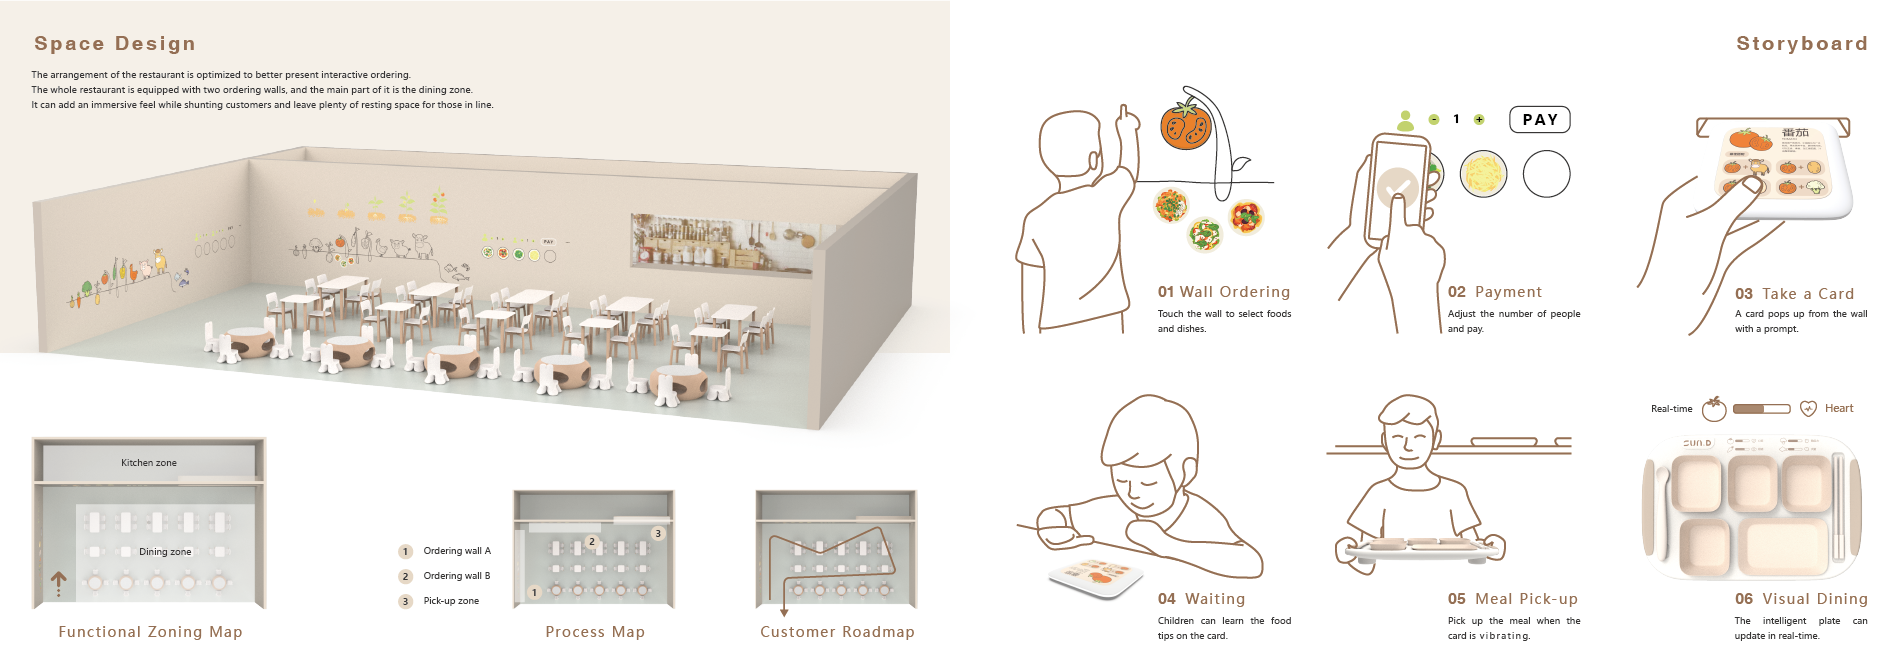 Space Design
The arrangement of the restaurant is optimized to better present interactive ordering.
The whole restaurant is equipped with two ordering walls, and the main part of it is the dining zone.
It can add an immersive feel while shunting customers and leave plenty of resting space for those in line.
PAY
PAY
Kitchen zone
Dining zone
Functional Zoning Map
1 Ordering wall A
2 Ordering wall B
3 Pick-up zone
1
2
3
Process Map
Customer Roadmap
Storyboard
01 Wall Ordering
Touch the wall to select foods
and dishes.
- 1 +
PAY
02 Payment
Adjust the number of people
and pay.
番茄
03 Take a Card
A card pops up from the wall
with a prompt.
04 Waiting
Children can learn the food
tips on the card.
05 Meal Pick-up
Pick up the meal when the
card is vibrating.
Real-time
Heart
06 Visual Dining
The intelligent plate can
update in real-time.